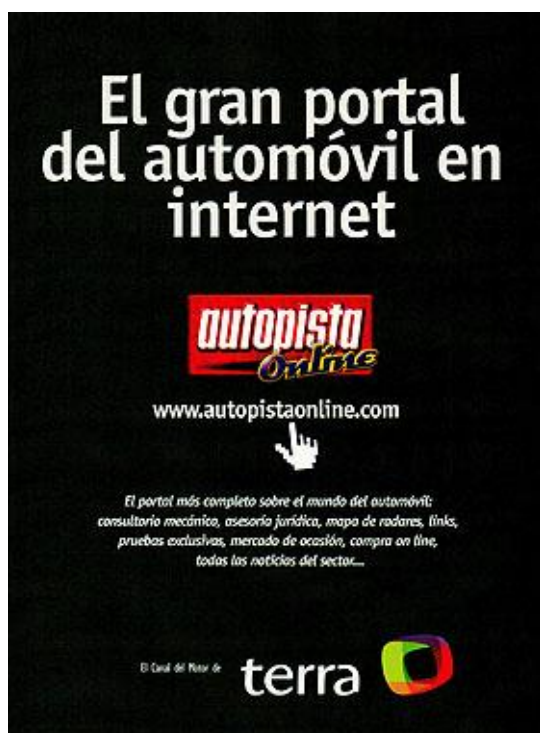 El gran portal
del automóvil en
internet
autopista
Online
www.autopistaonline.com
El portal más completo sobre el mundo del automóvil:
consultorio mecánico, asesoría jurídica, mapa de radares, links,
pruebas exclusivas, mercado de ocasión, compra on line,
todas las noticias del sector...
El Canal del Motor de
terra